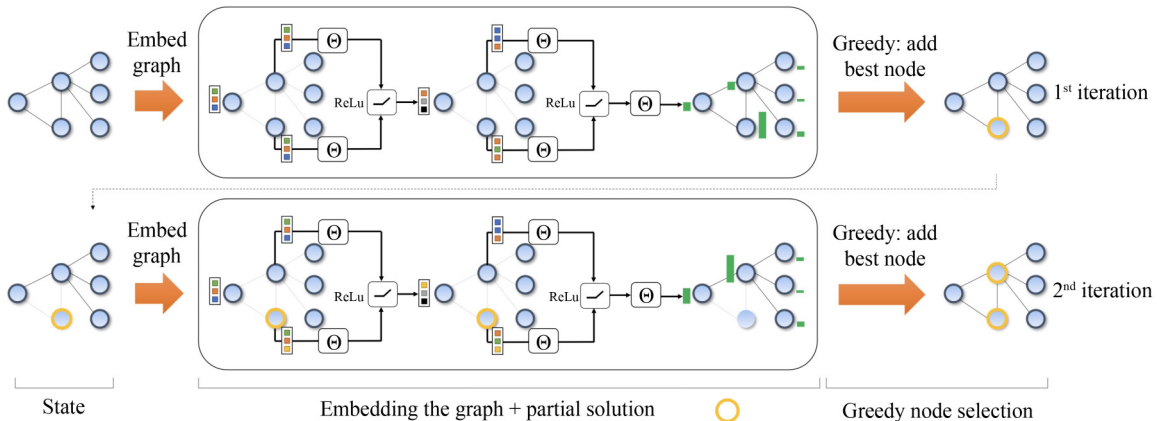 Embed
graph
Θ
ReLu
Θ
Θ
ReLu
Θ
Θ
Greedy: add
best node
1st iteration
Embed
graph
Θ
ReLu
Θ
Θ
ReLu
Θ
Θ
Greedy: add
best node
2nd iteration
State
Embedding the graph + partial solution
Greedy node selection